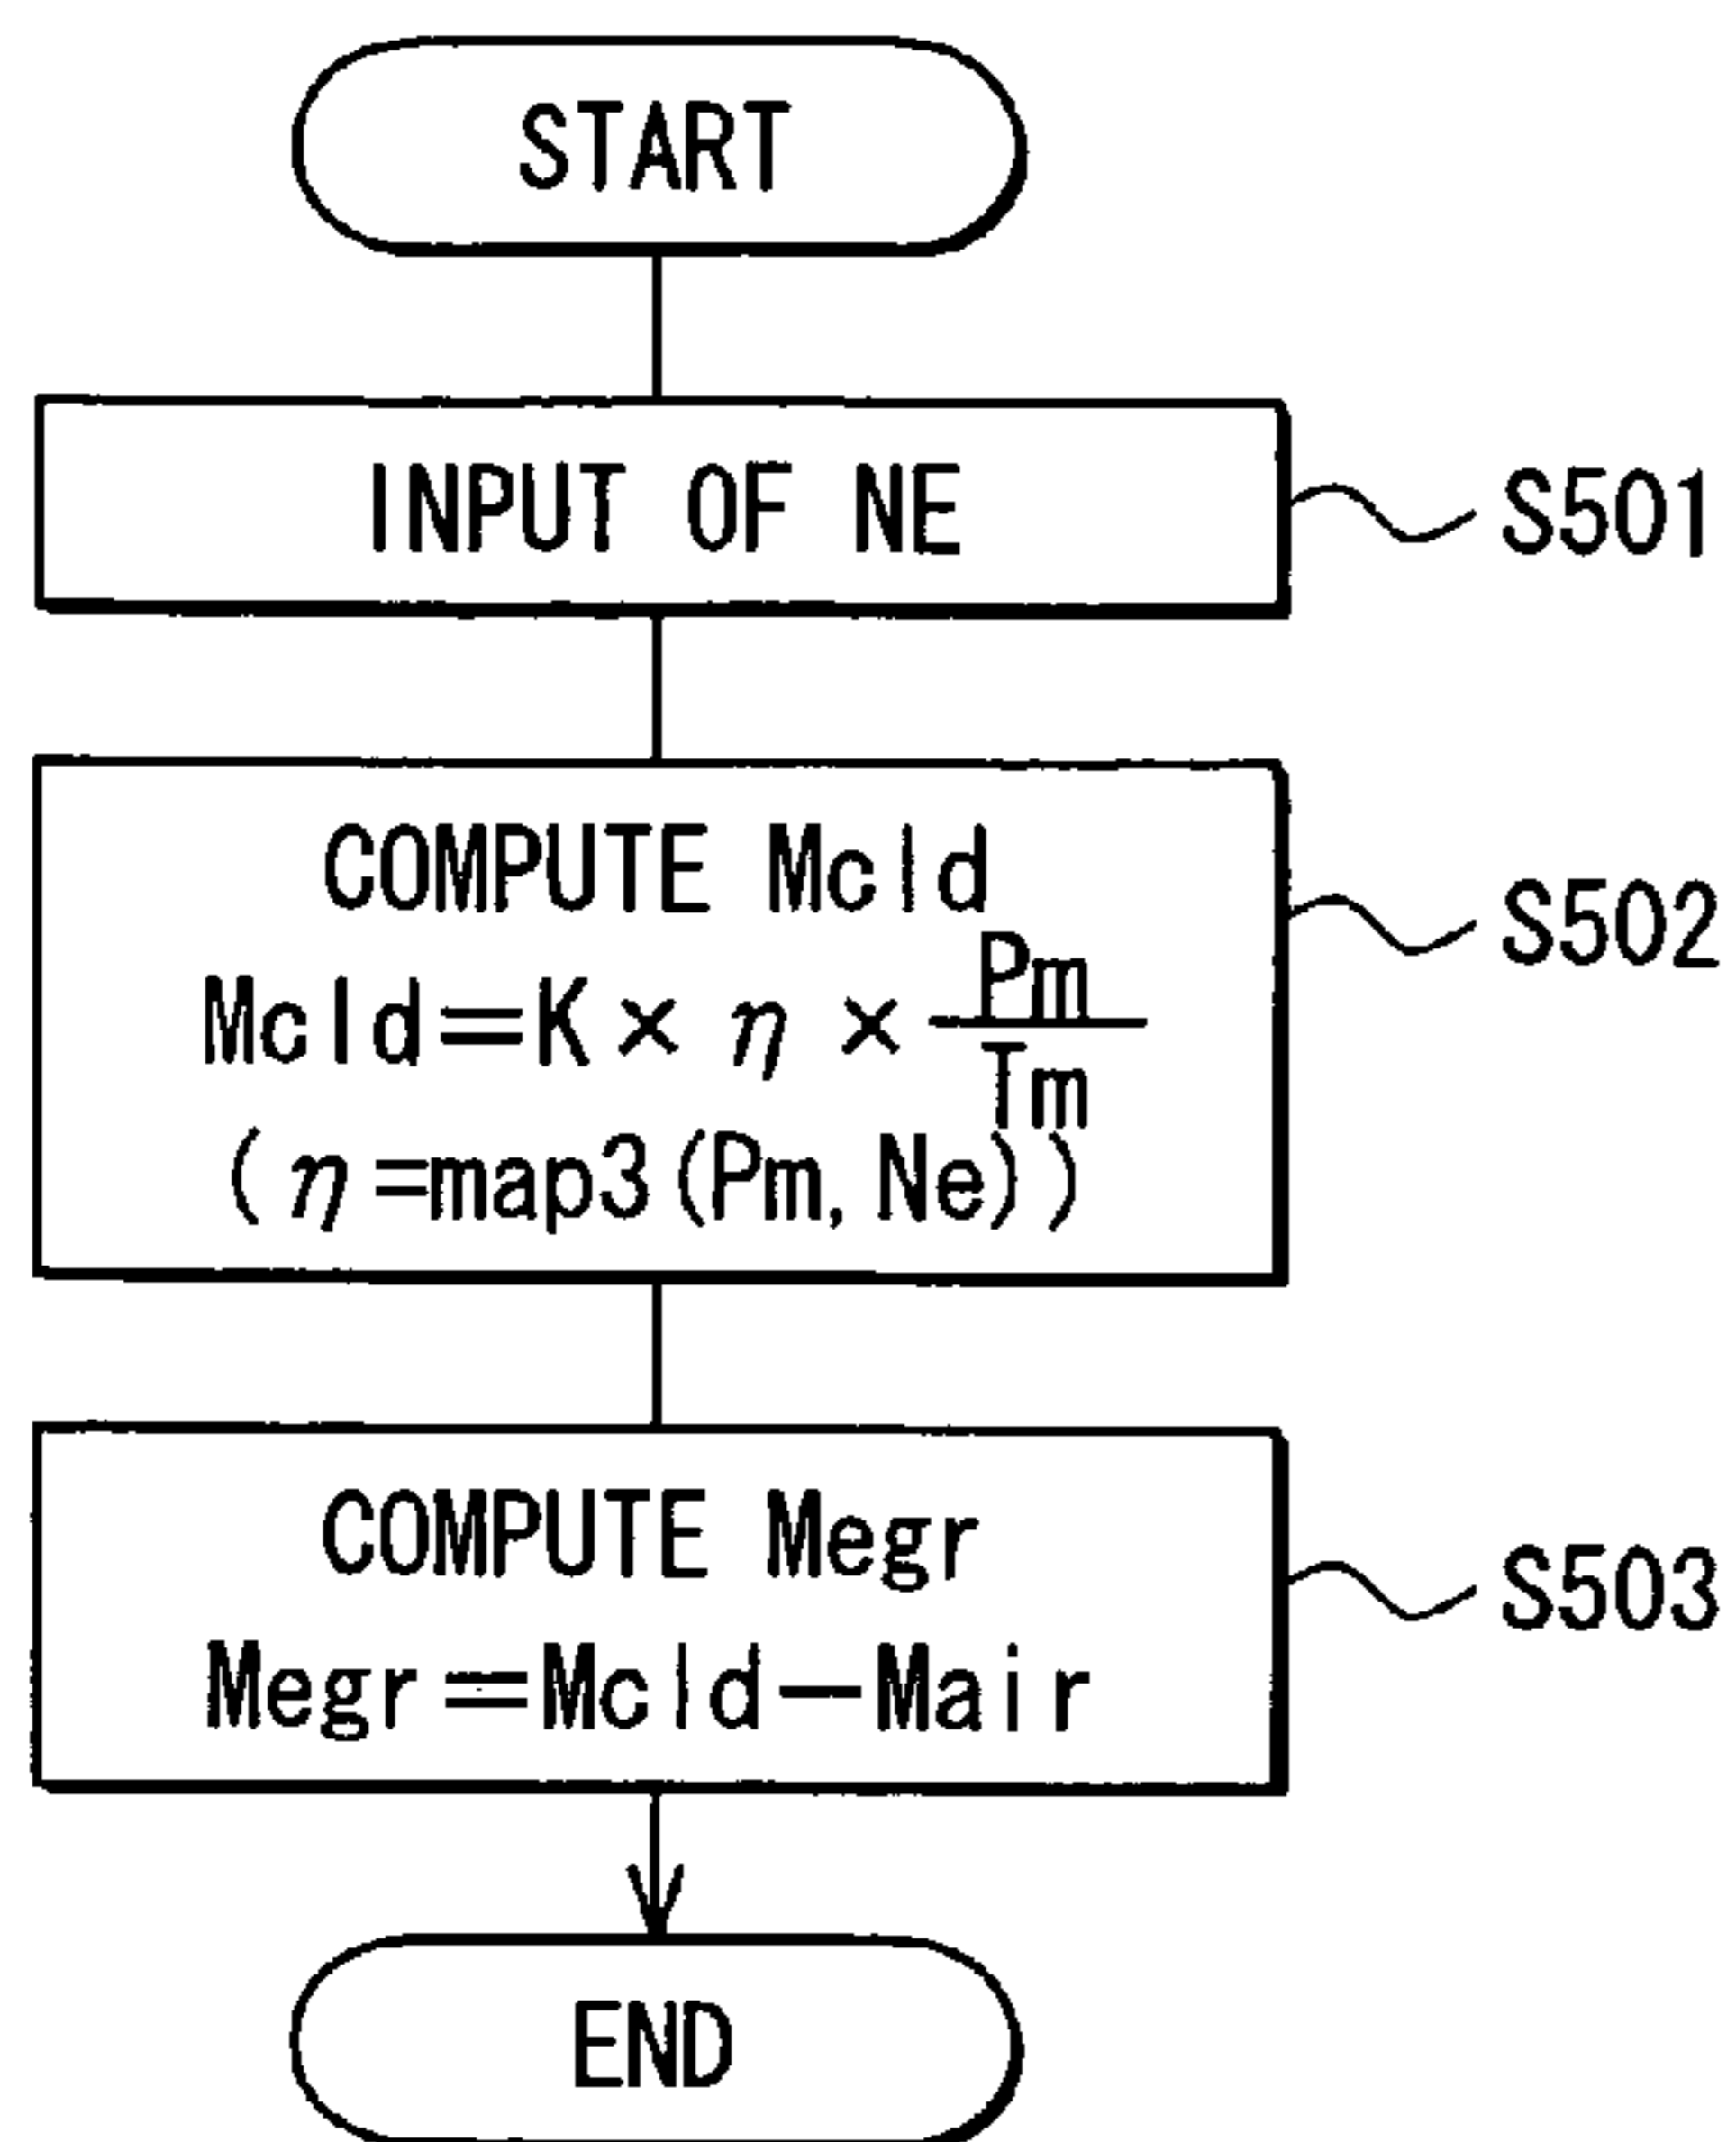 START
INPUT OF NE
S501
COMPUTE Mcld
S502
Mcld=K× η ×Pm/Tm
(η=map3(Pm,Ne))
COMPUTE Megr
S503
Megr=Mcld−Mair
END